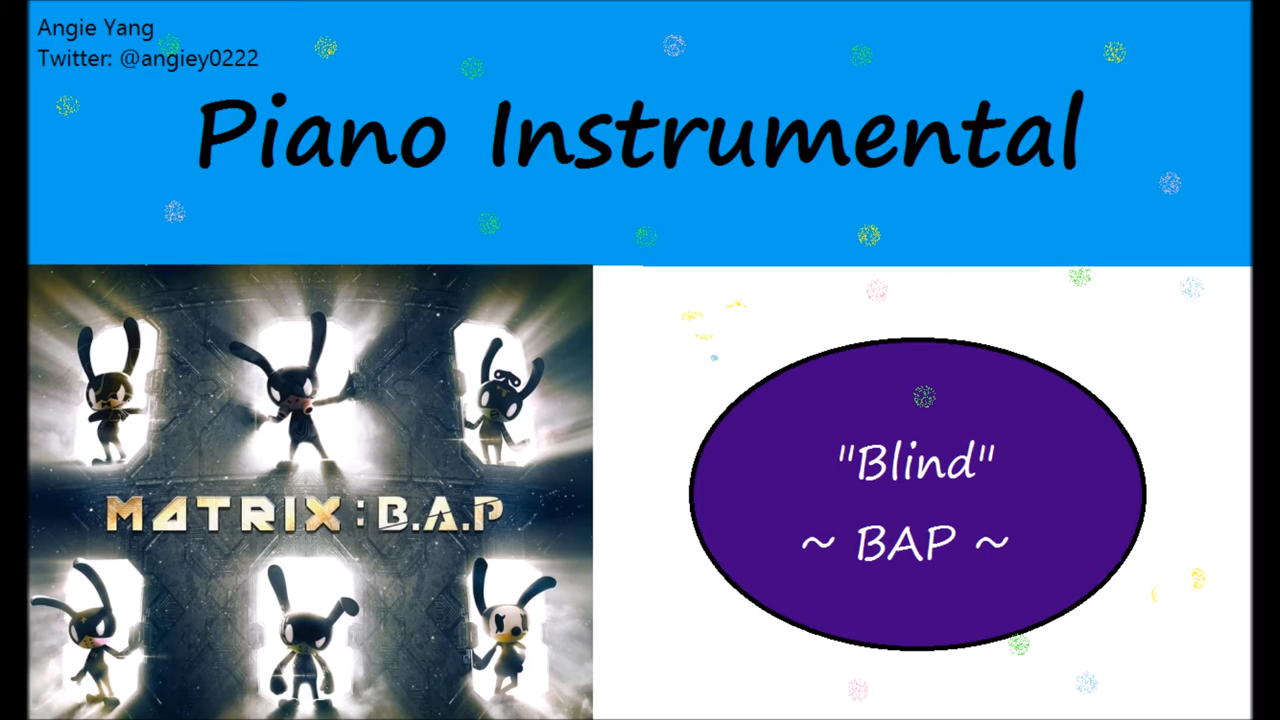 Angie Yang
Twitter: @angiey0222
Piano Instrumental
MATRIX : B.A.P
"Blind"
~ BAP ~